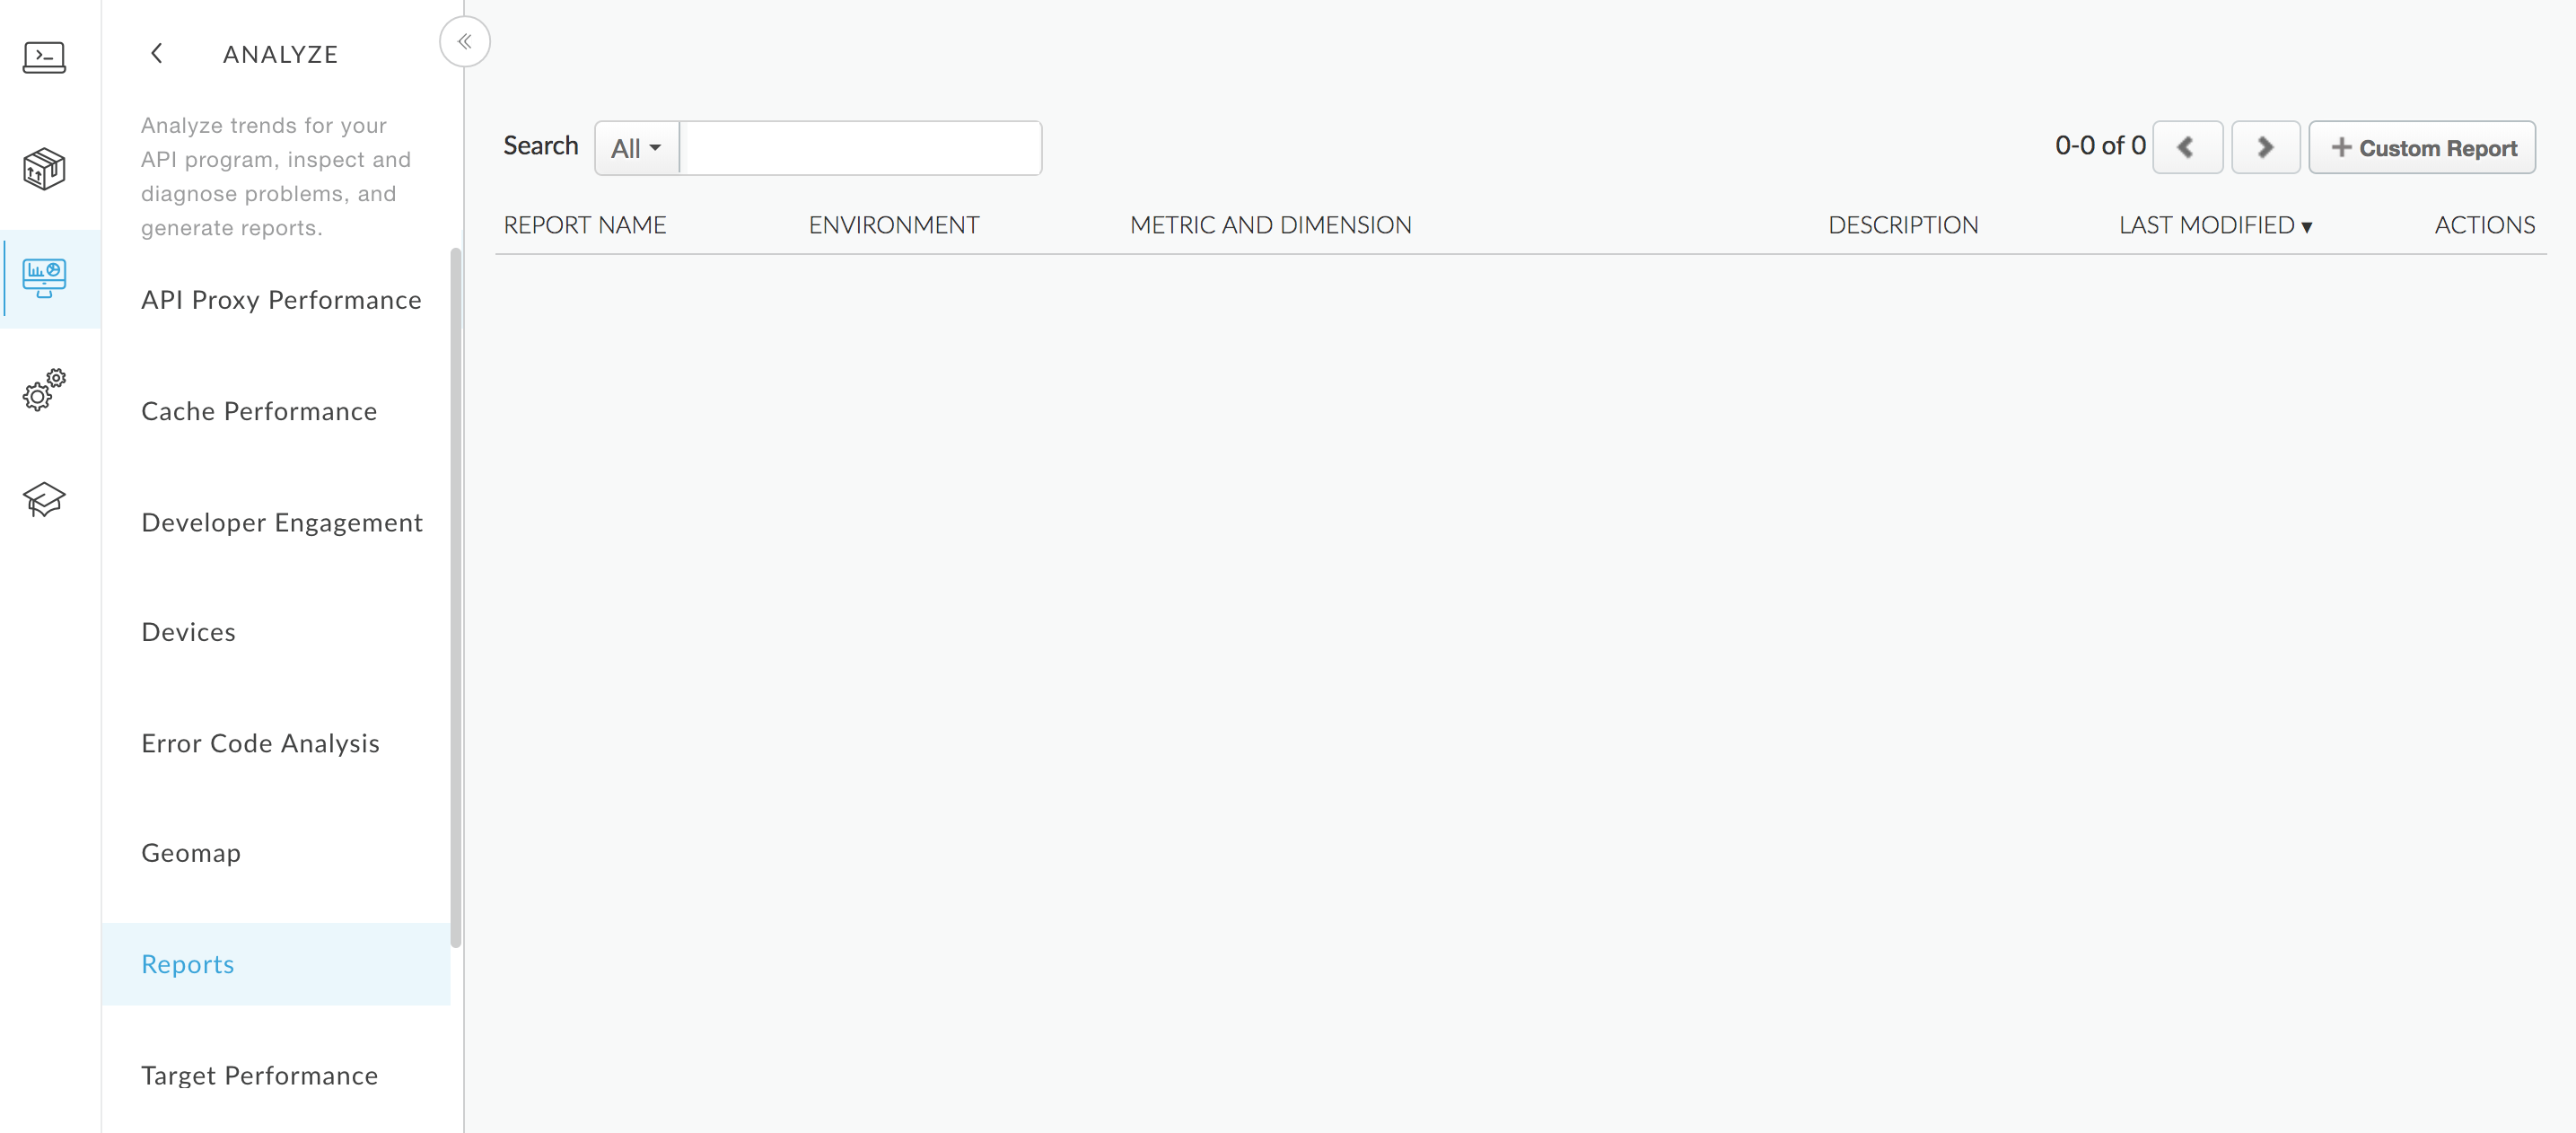 ANALYZE
Analyze trends for your
API program, inspect and
diagnose problems, and
generate reports.
API Proxy Performance
Cache Performance
Developer Engagement
Devices
Error Code Analysis
Geomap
Reports
Target Performance
Search All
0-0 of 0 + Custom Report
REPORT NAME ENVIRONMENT METRIC AND DIMENSION DESCRIPTION LAST MODIFIED ▾ ACTIONS